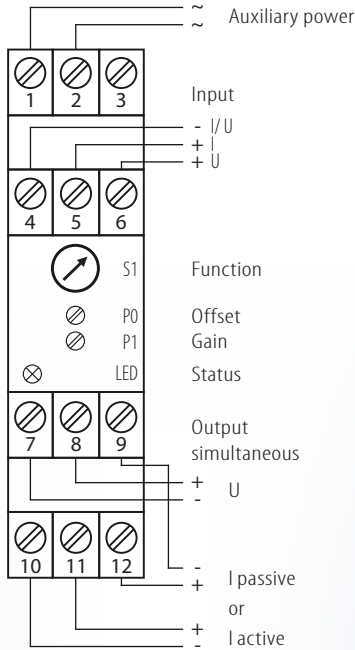 ~
~ Auxiliary power
1 2 3
Input
- I/U
+ I
+ U
4 5 6
S1 Function
P0 Offset
P1 Gain
LED Status
7 8 9
Output
simultaneous
+
- U
10 11 12
-
+ I passive
or
+
- I active